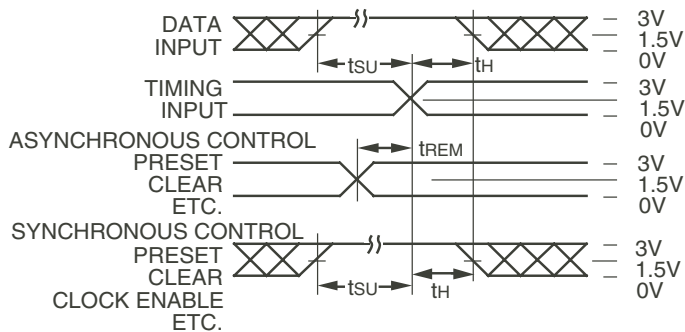 DATA
INPUT
3V
1.5V
0V
tSU
tH
TIMING
INPUT
3V
1.5V
0V
ASYNCHRONOUS CONTROL
tREM
PRESET
CLEAR
ETC.
3V
1.5V
0V
SYNCHRONOUS CONTROL
PRESET
CLEAR
CLOCK ENABLE
ETC.
3V
1.5V
0V
tSU
tH